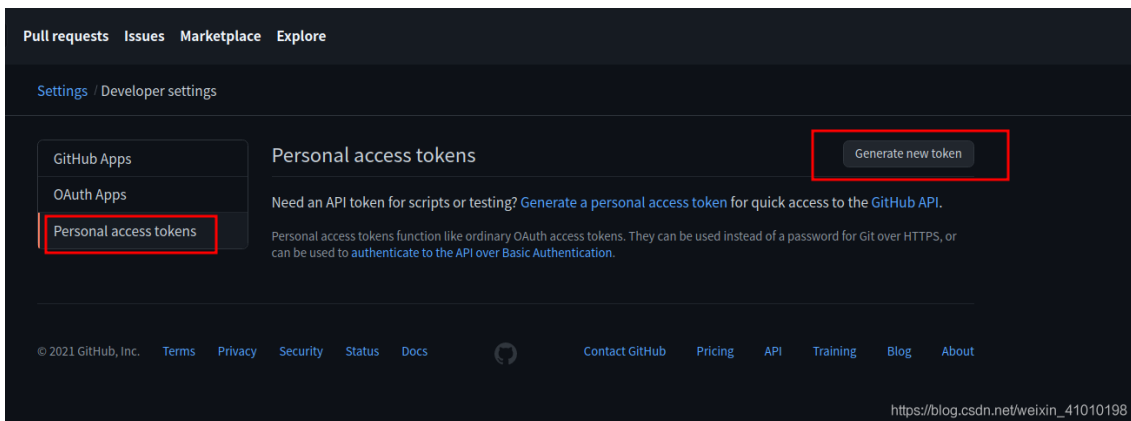 Pull requests Issues Marketplace Explore
Settings / Developer settings
GitHub Apps
OAuth Apps
Personal access tokens
Personal access tokens
Generate new token
Need an API token for scripts or testing? Generate a personal access token for quick access to the GitHub API.
Personal access tokens function like ordinary OAuth access tokens. They can be used instead of a password for Git over HTTPS, or
can be used to authenticate to the API over Basic Authentication.
© 2021 GitHub, Inc. Terms Privacy Security Status Docs Contact GitHub Pricing API Training Blog About
https://blog.csdn.net/weixin_41010198